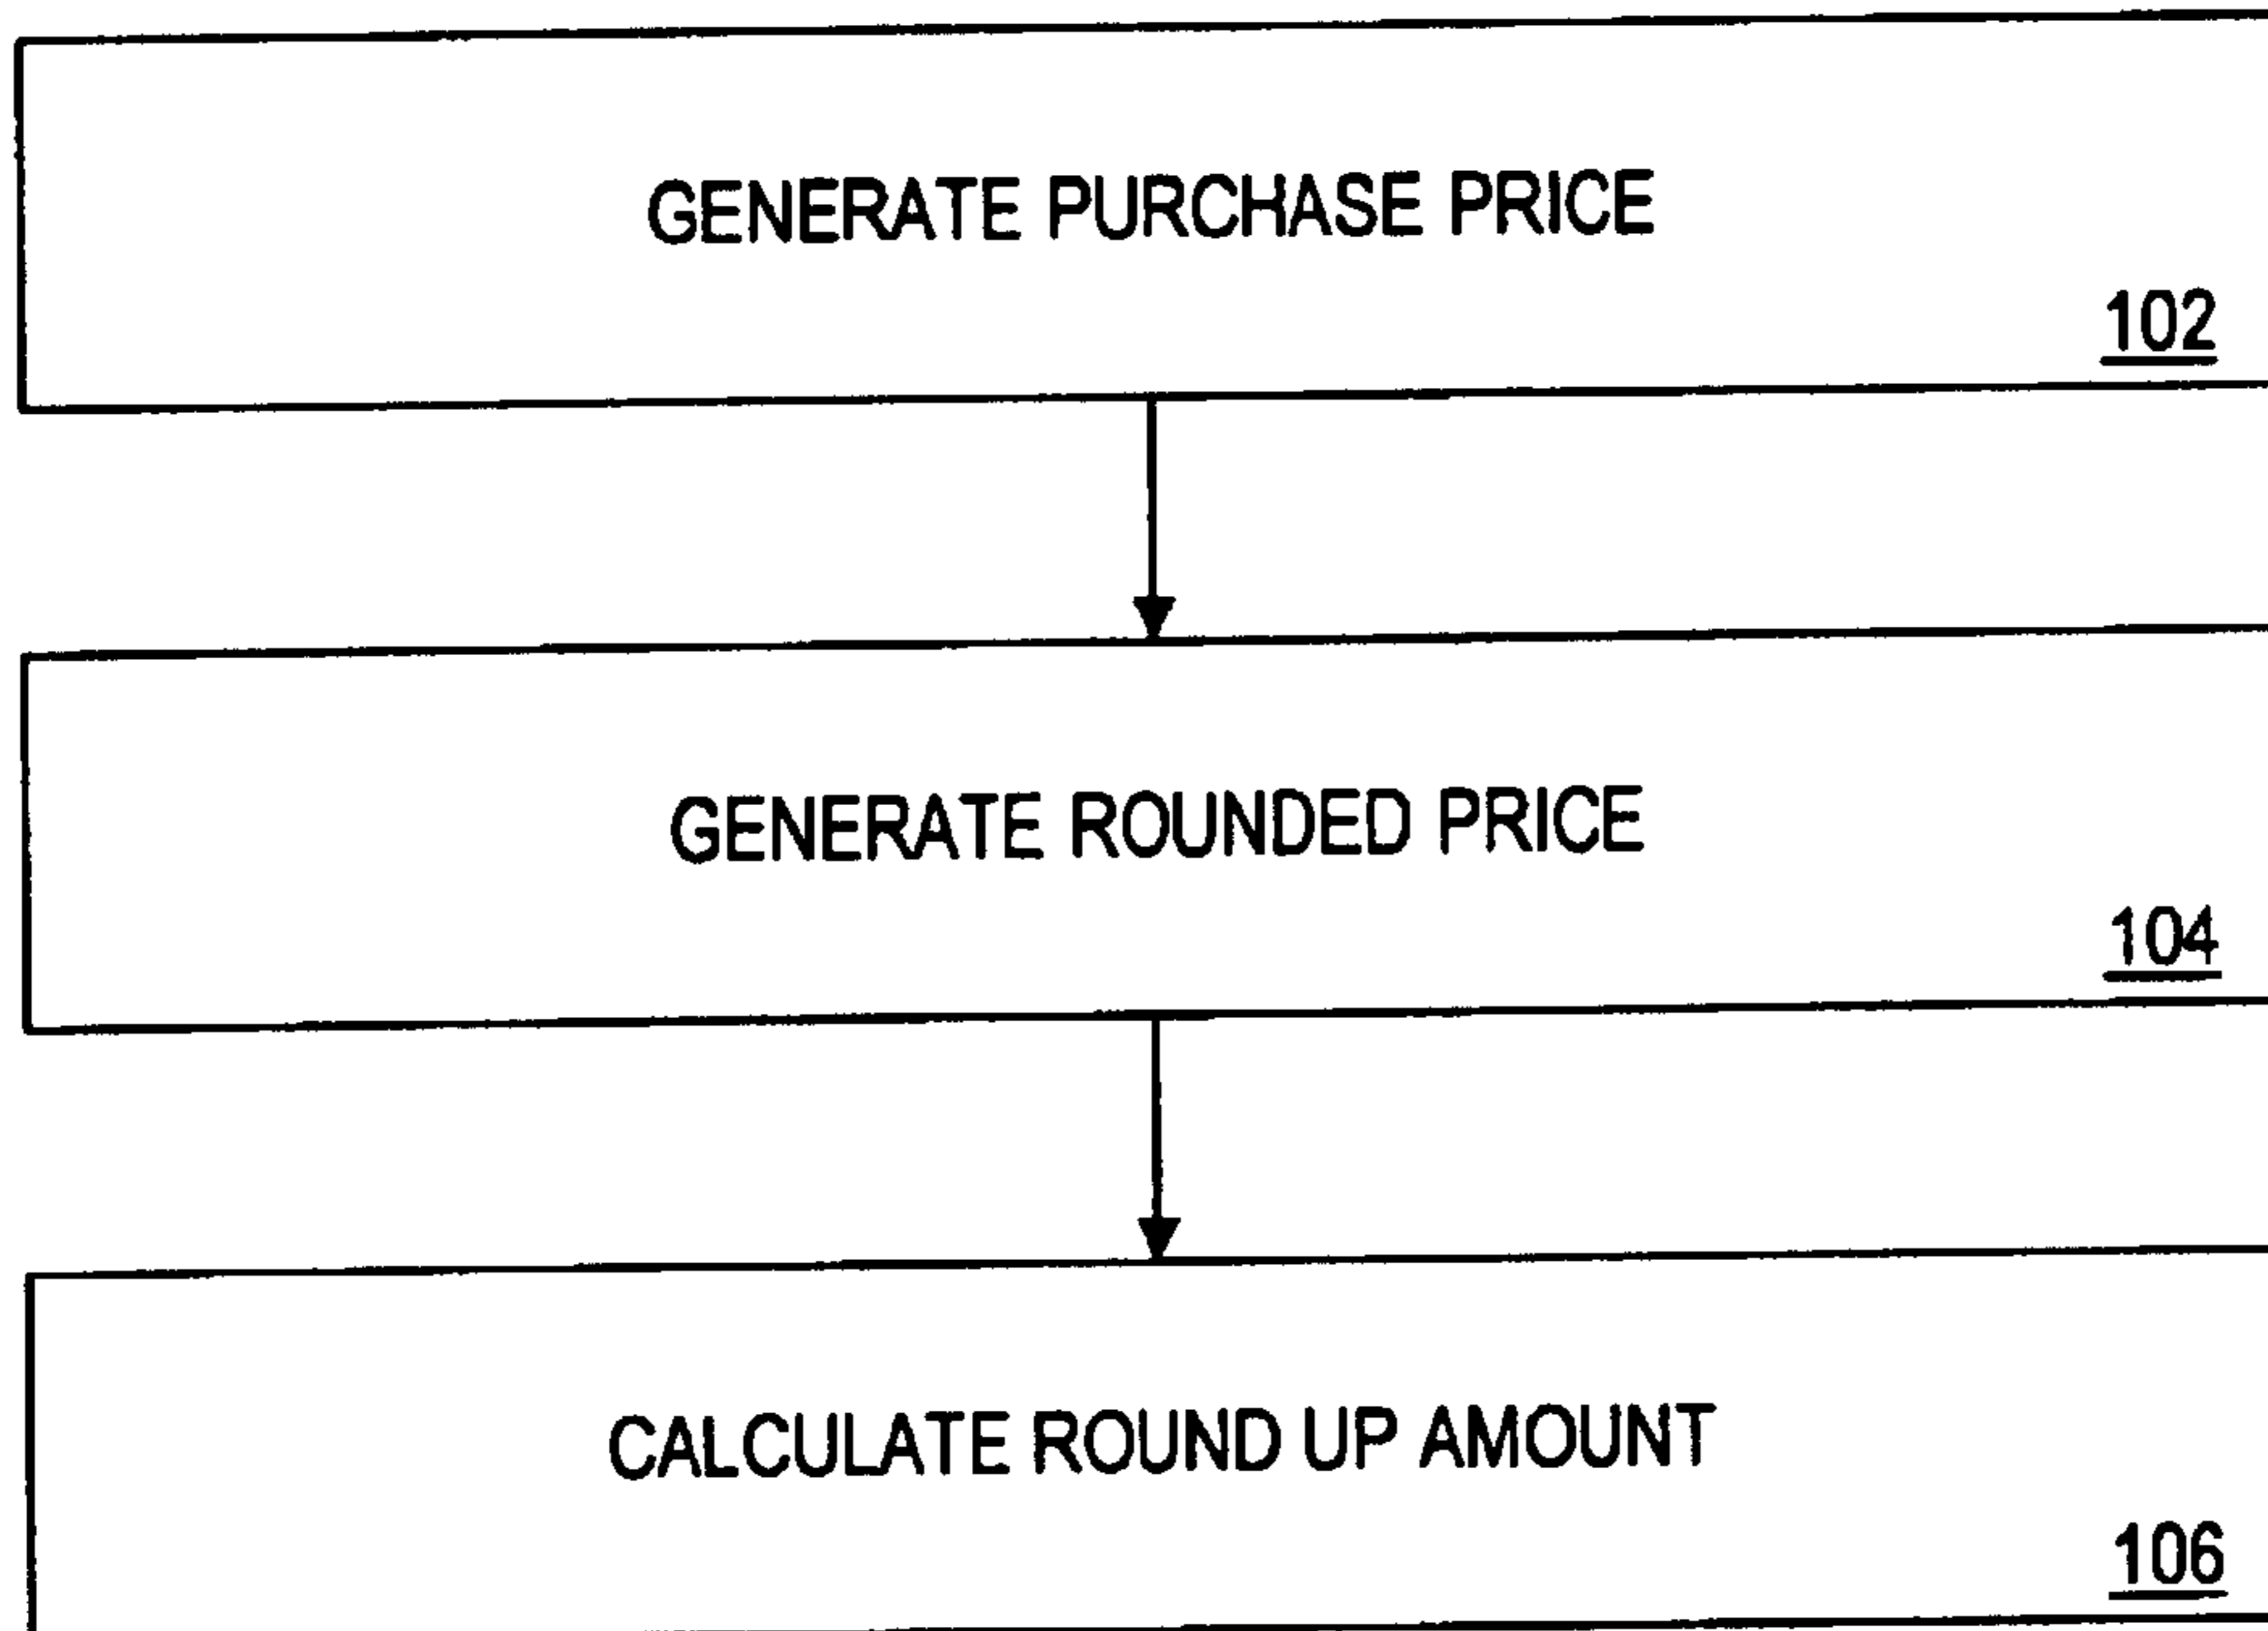 GENERATE PURCHASE PRICE
102
GENERATE ROUNDED PRICE
104
CALCULATE ROUND UP AMOUNT
106